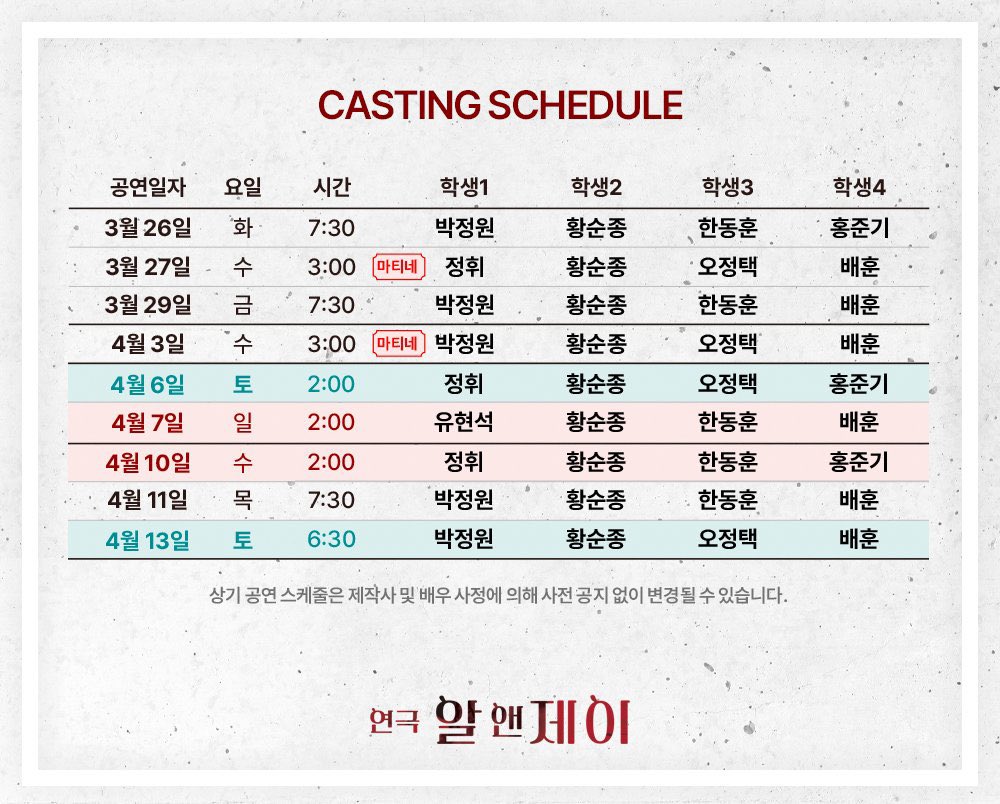 CASTING SCHEDULE
공연일자 요일 시간 학생1 학생2 학생3 학생4
3월 26일 화 7:30 박정원 황순종 한동훈 홍준기
3월 27일 수 3:00 마티네 정휘 황순종 오정택 배훈
3월 29일 금 7:30 박정원 황순종 한동훈 배훈
4월 3일 수 3:00 마티네 박정원 황순종 오정택 배훈
4월 6일 토 2:00 정휘 황순종 오정택 홍준기
4월 7일 일 2:00 유현석 황순종 한동훈 배훈
4월 10일 수 2:00 정휘 황순종 한동훈 홍준기
4월 11일 목 7:30 박정원 황순종 한동훈 배훈
4월 13일 토 6:30 박정원 황순종 오정택 배훈
상기 공연 스케줄은 제작사 및 배우 사정에 의해 사전 공지 없이 변경될 수 있습니다.
연극 알 앤 제이